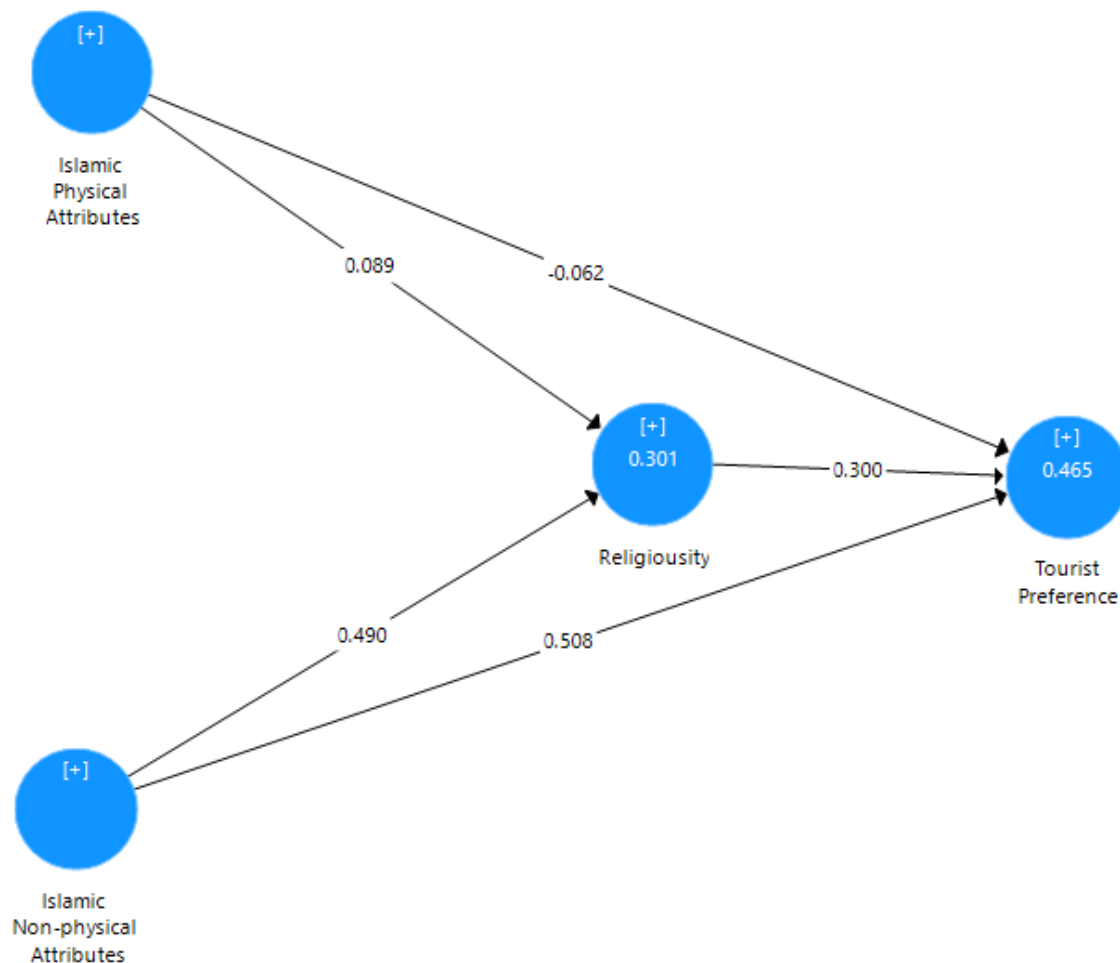 [+]
Islamic
Physical
Attributes
0.089
-0.062
[+]
0.301
Religiousity
0.300
[+]
0.465
Tourist
Preference
0.490
0.508
[+]
Islamic
Non-physical
Attributes